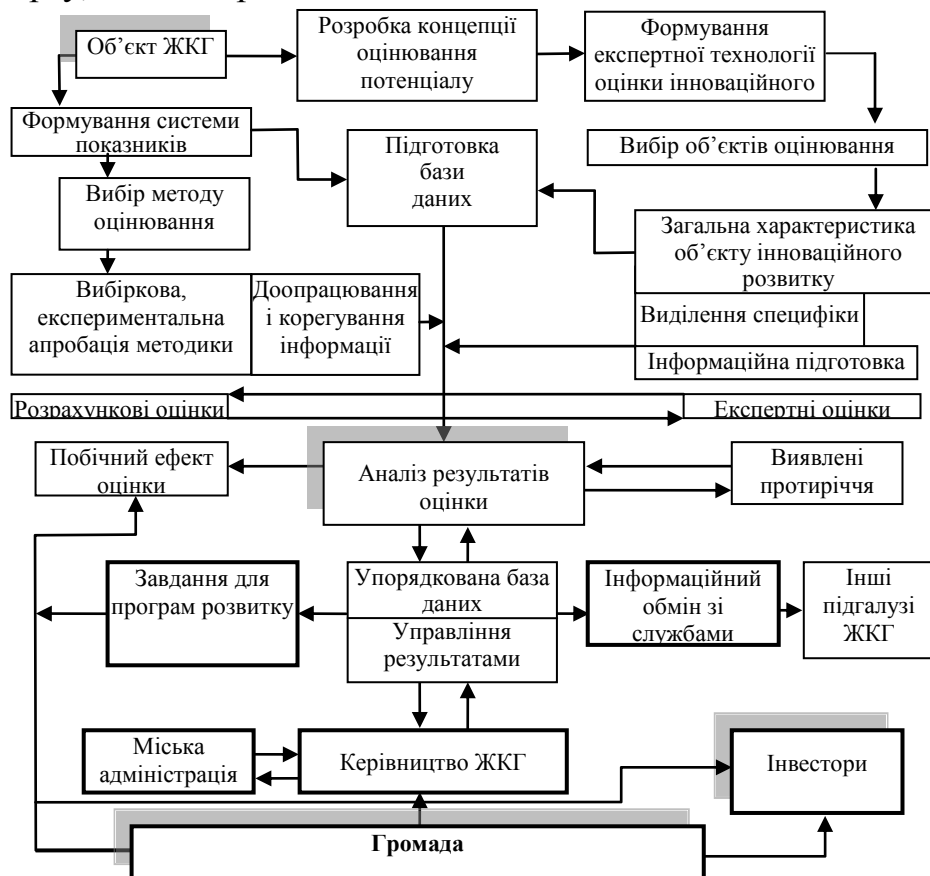 Об’єкт ЖКГ
Розробка концепції
оцінювання
потенціалу
Формування
експертної технології
оцінки інноваційного
Формування системи
показників
Підготовка
бази
даних
Вибір об’єктів оцінювання
Вибір методу
оцінювання
Загальна характеристика
об’єкту інноваційного
розвитку
Вибіркова,
експериментальна
апробація методики
Доопрацювання
і корегування
інформації
Виділення специфіки
Інформаційна підготовка
Розрахункові оцінки
Експертні оцінки
Побічний ефект
оцінки
Аналіз результатів
оцінки
Виявлені
протиріччя
Завдання для
програм розвитку
Упорядкована база
даних
Управління
результатами
Інформаційний
обмін зі
службами
Інші
підгалузі
ЖКГ
Міська
адміністрація
Керівництво ЖКГ
Інвестори
Громада